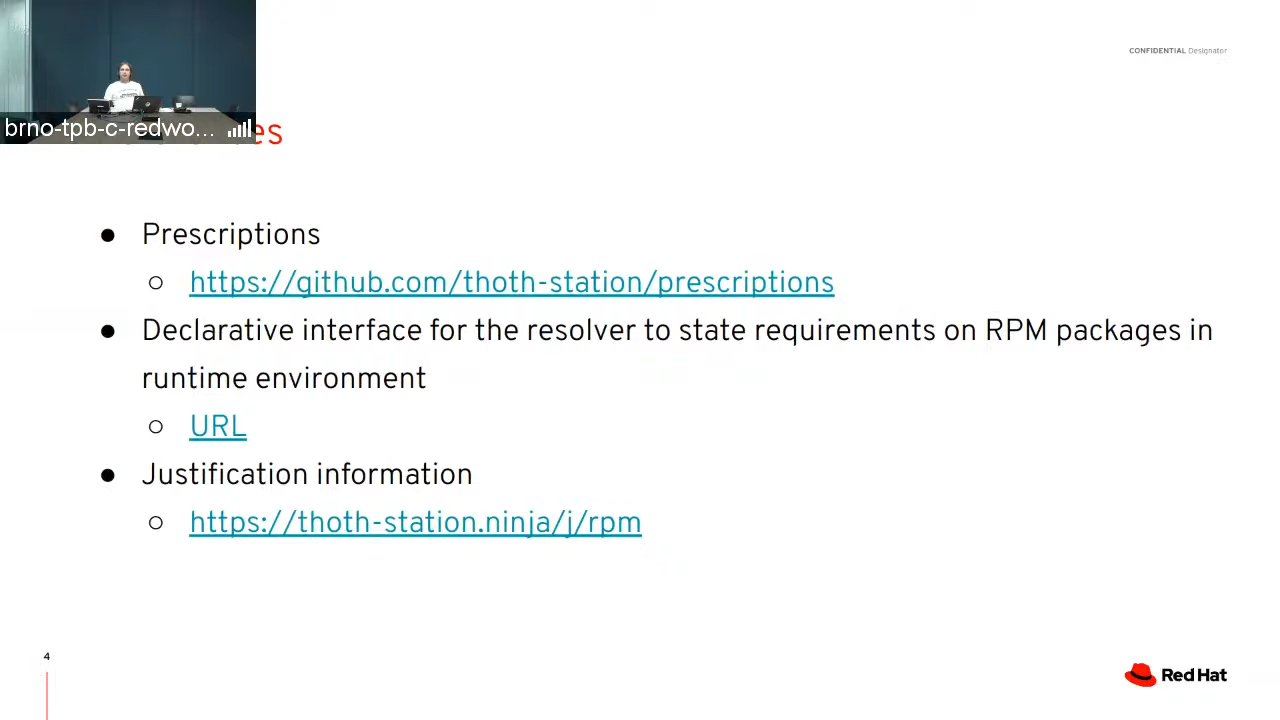 CONFIDENTIAL Designator
brno-tpb-c-redwo...
es
● Prescriptions
○ https://github.com/thoth-station/prescriptions
● Declarative interface for the resolver to state requirements on RPM packages in
runtime environment
○ URL
● Justification information
○ https://thoth-station.ninja/j/rpm
4
Red Hat